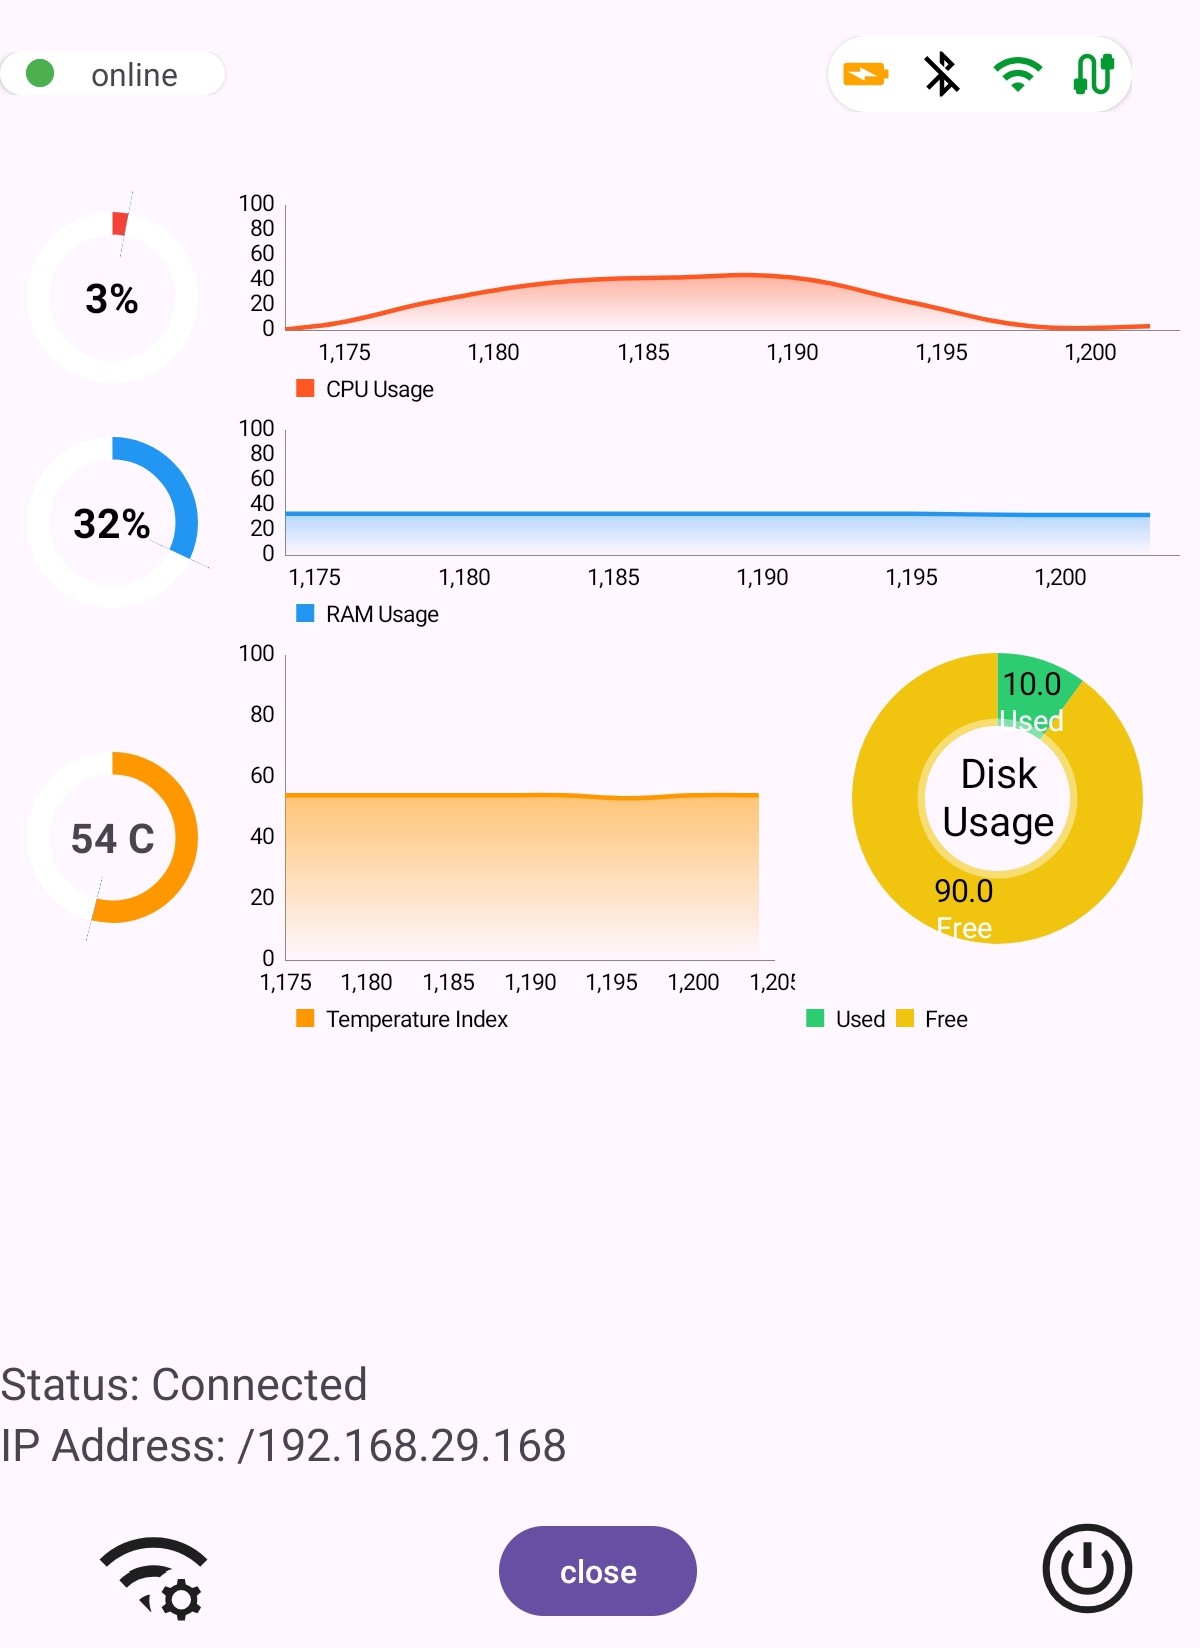 online
3%
100
80
60
40
20
0
1,175 1,180 1,185 1,190 1,195 1,200
CPU Usage
32%
100
80
60
40
20
0
1,175 1,180 1,185 1,190 1,195 1,200
RAM Usage
54 C
100
80
60
40
20
0
1,175 1,180 1,185 1,190 1,195 1,200 1,205
Temperature Index
10.0
Used
Disk
Usage
90.0
Free
Used Free
Status: Connected
IP Address: /192.168.29.168
close